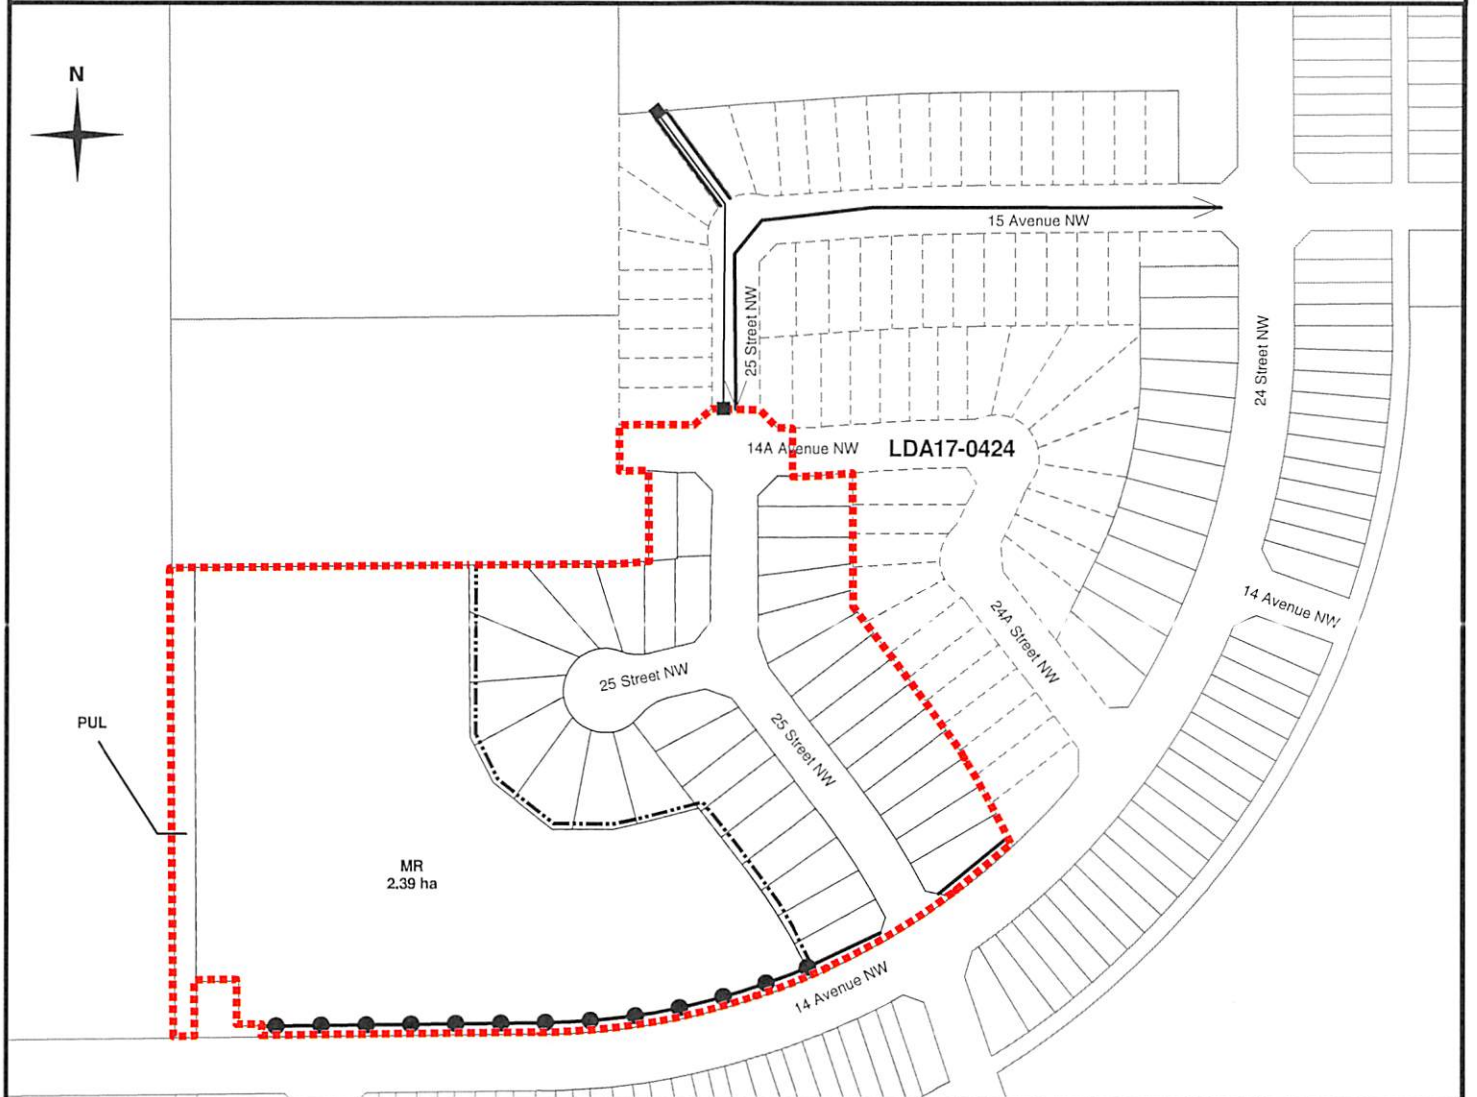 N
15 Avenue NW
25 Street NW
24 Street NW
14A Avenue NW
LDA17-0424
14 Avenue NW
24A Street NW
25 Street NW
25 Street NW
PUL
MR
2.39 ha
14 Avenue NW